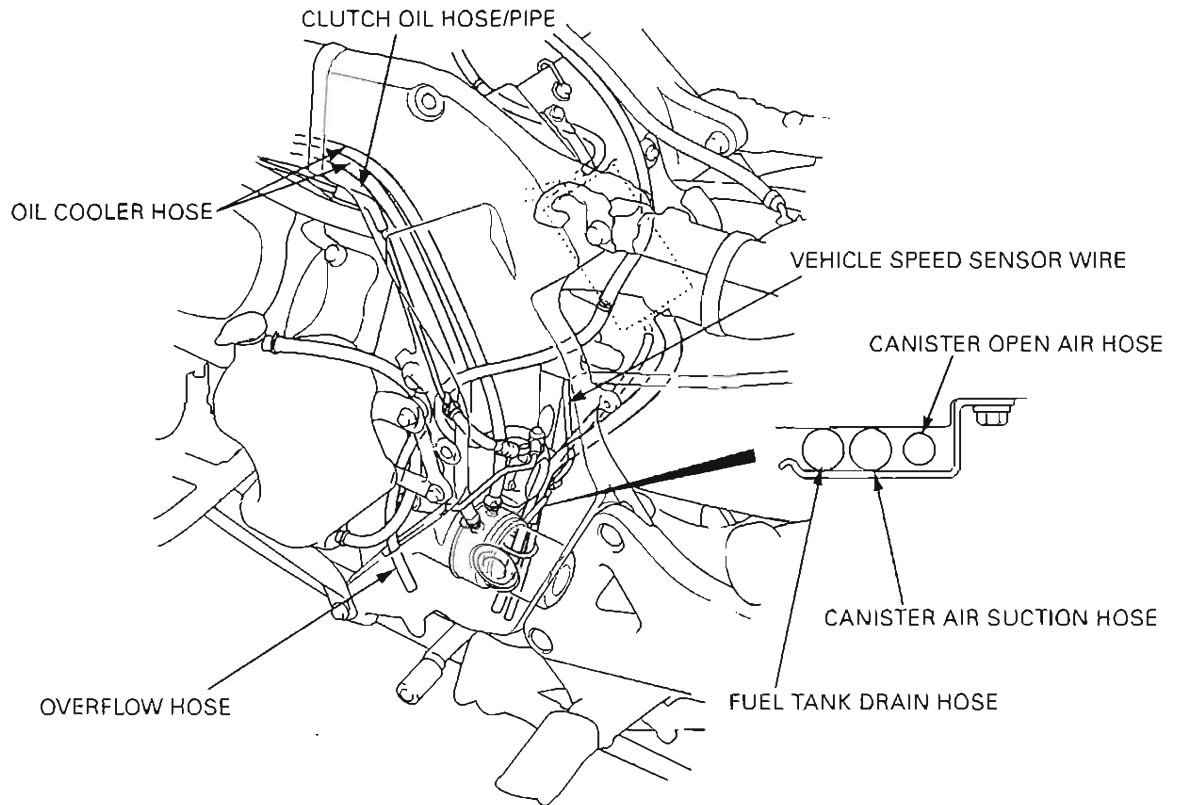 CLUTCH OIL HOSE/PIPE
OIL COOLER HOSE
VEHICLE SPEED SENSOR WIRE
CANISTER OPEN AIR HOSE
CANISTER AIR SUCTION HOSE
FUEL TANK DRAIN HOSE
OVERFLOW HOSE